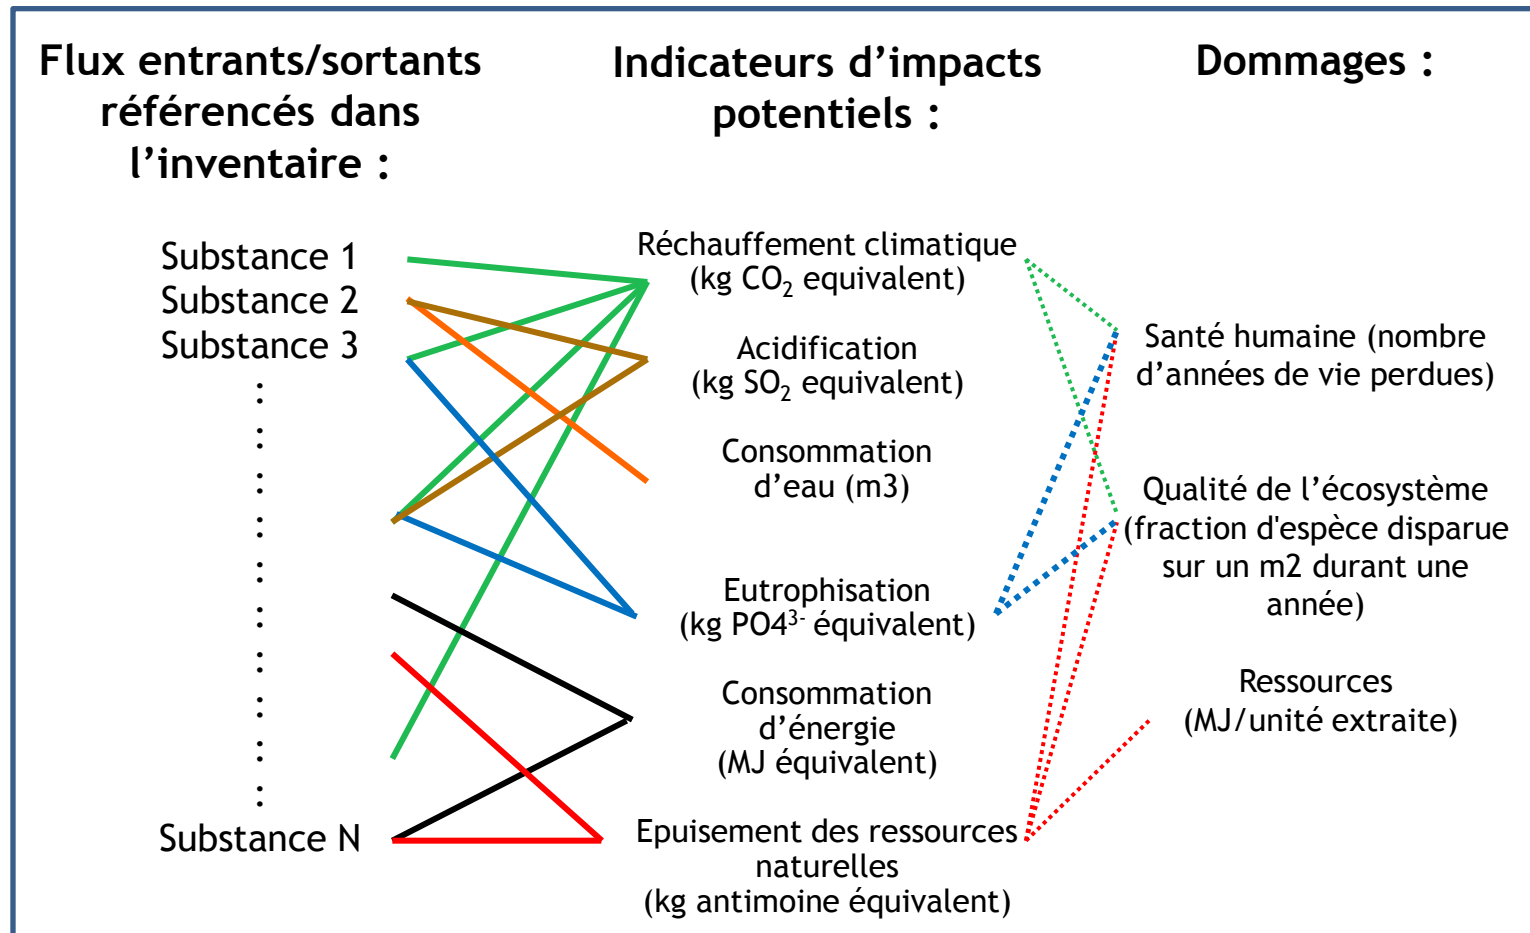 Flux entrants/sortants
référencés dans
l’inventaire :
Indicateurs d’impacts
potentiels :
Dommages :
Substance 1
Substance 2
Substance 3
Substance N
Réchauffement climatique
(kg CO₂ equivalent)
Acidification
(kg SO₂ equivalent)
Consommation
d’eau (m3)
Eutrophisation
(kg PO4³⁻ équivalent)
Consommation
d’énergie
(MJ équivalent)
Epuisement des ressources
naturelles
(kg antimoine équivalent)
Santé humaine (nombre
d’années de vie perdues)
Qualité de l’écosystème
(fraction d'espèce disparue
sur un m2 durant une
année)
Ressources
(MJ/unité extraite)